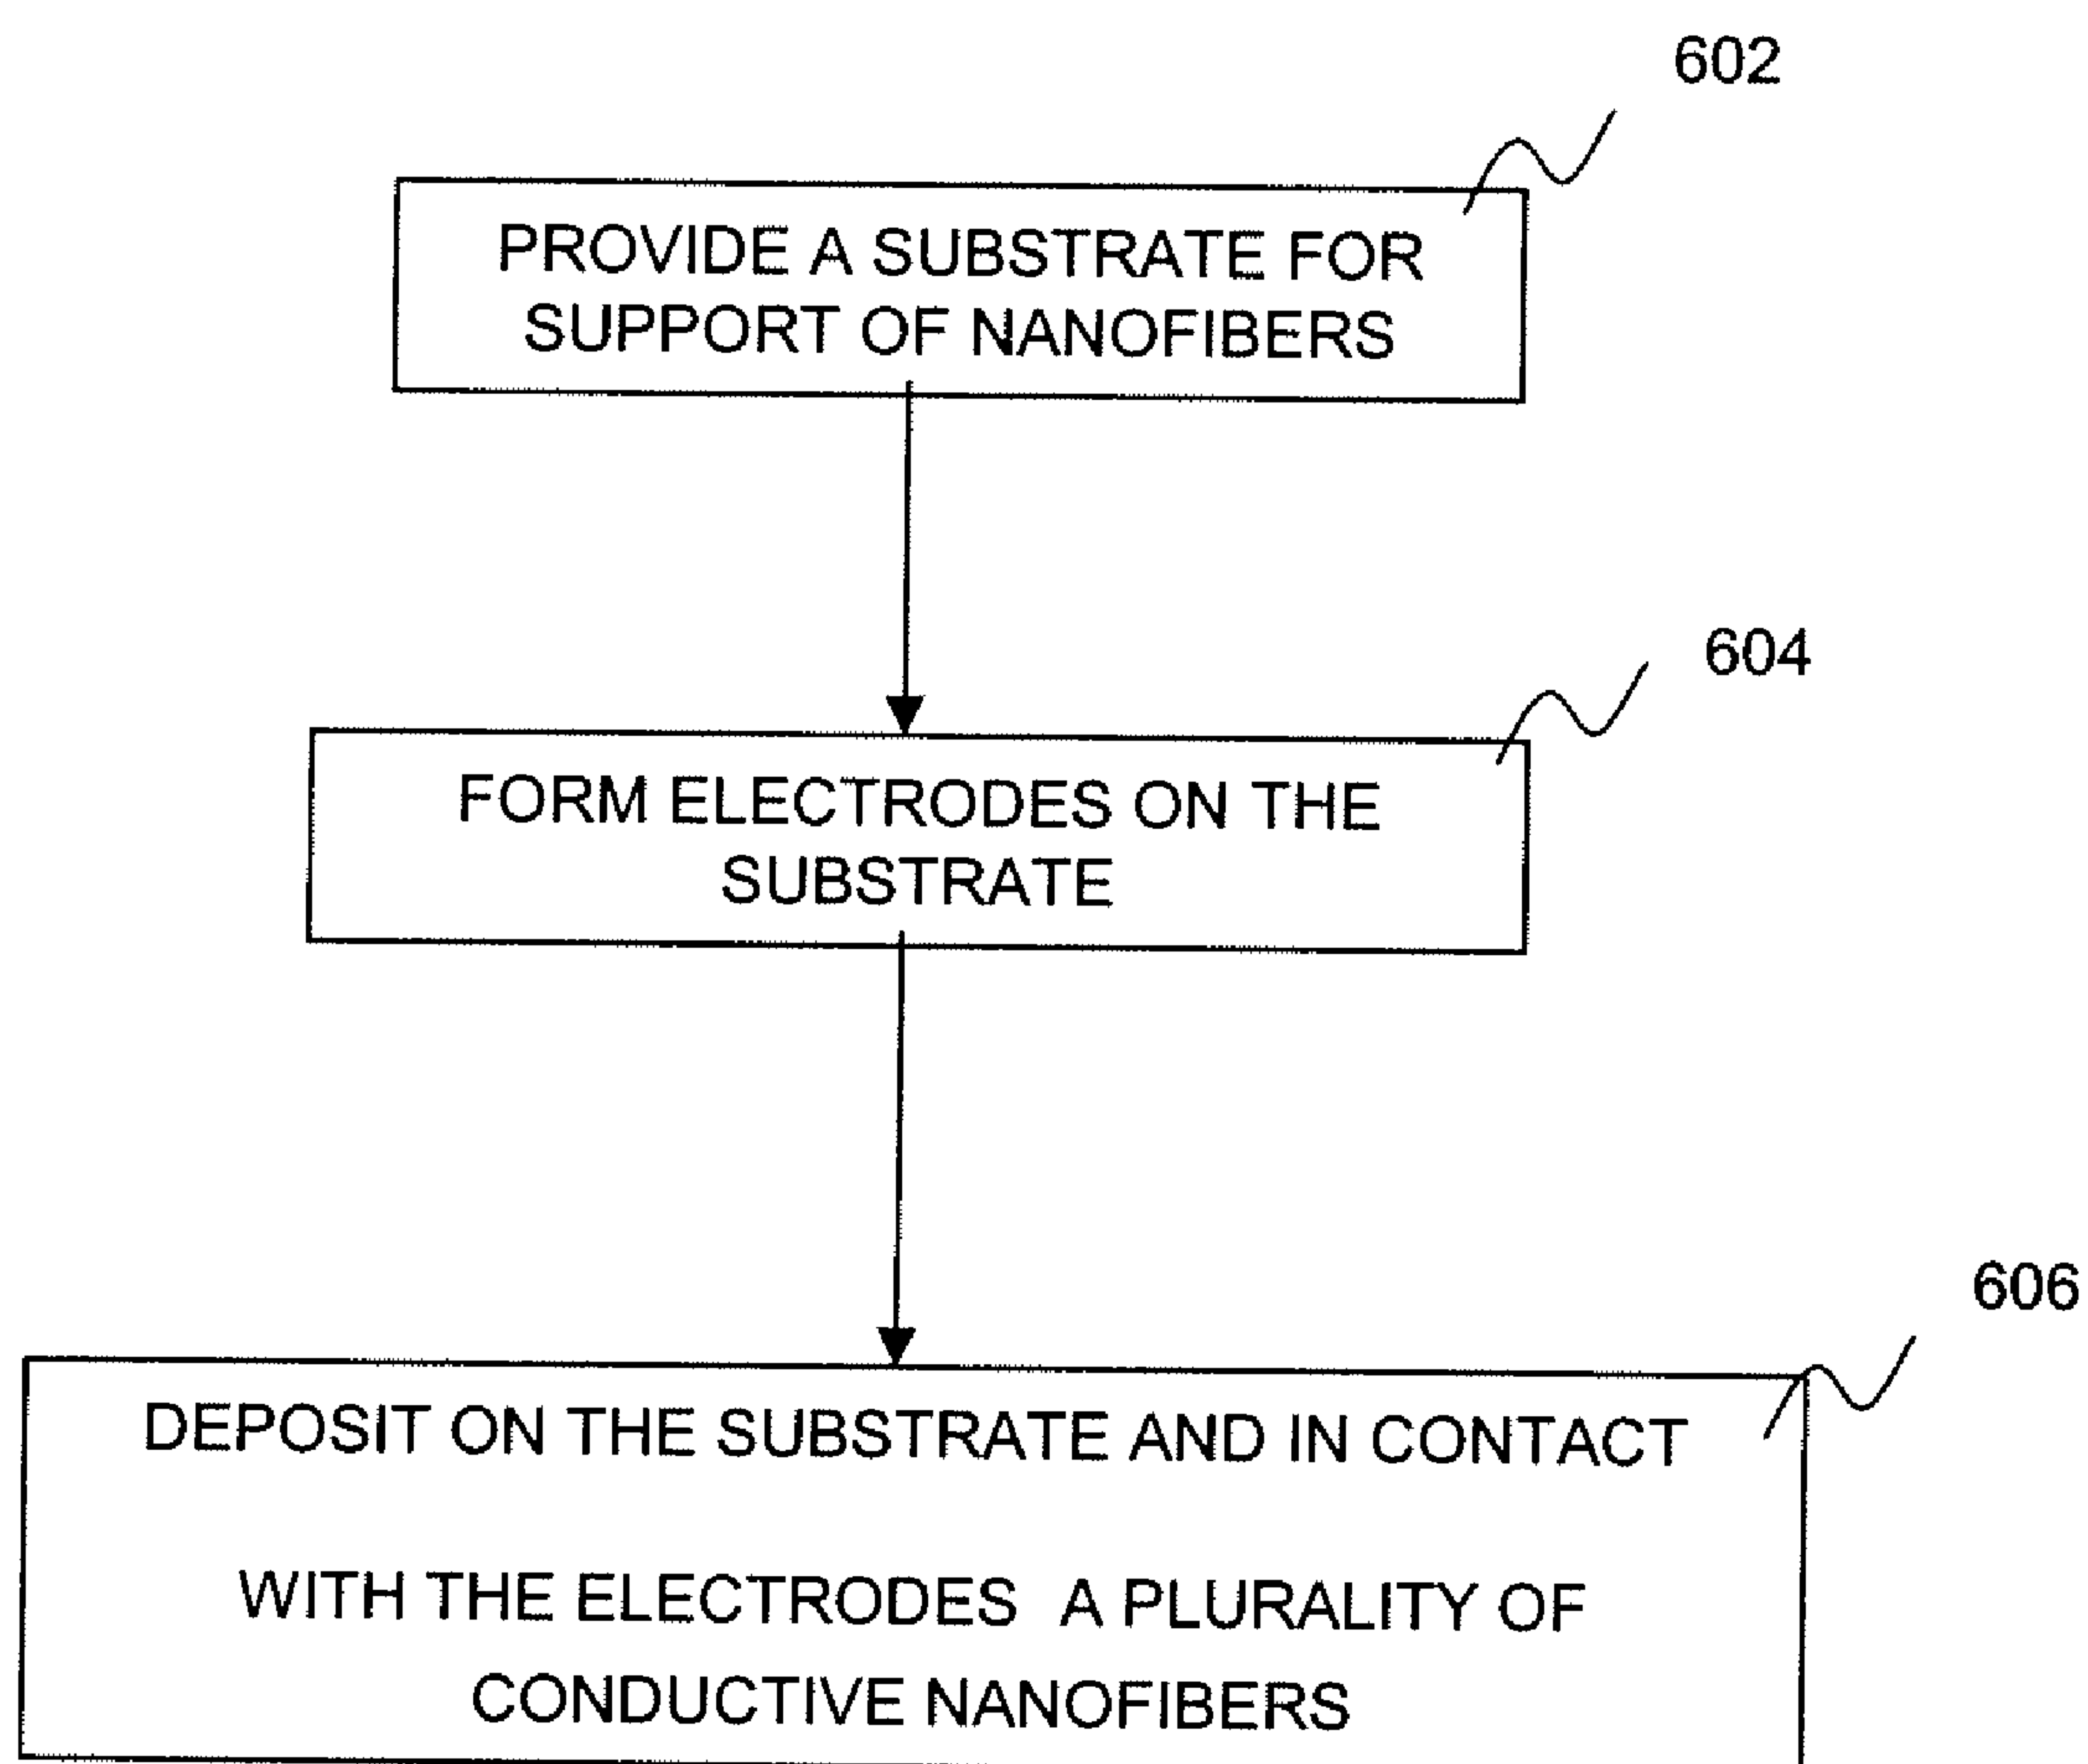 602
PROVIDE A SUBSTRATE FOR
SUPPORT OF NANOFIBERS
604
FORM ELECTRODES ON THE
SUBSTRATE
606
DEPOSIT ON THE SUBSTRATE AND IN CONTACT
WITH THE ELECTRODES A PLURALITY OF
CONDUCTIVE NANOFIBERS